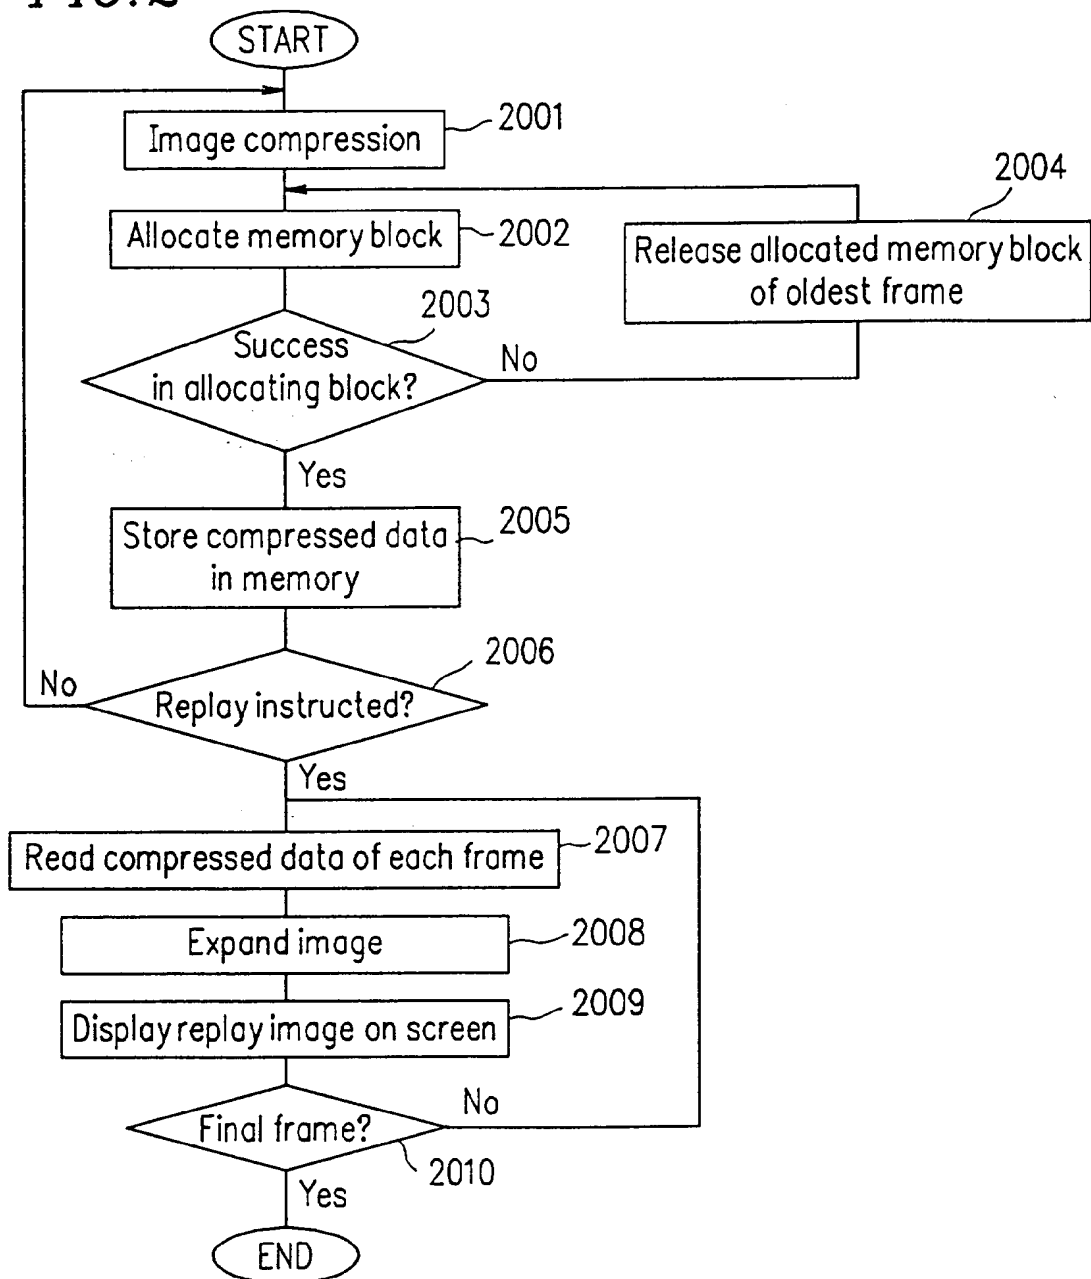 FIG.2
START
Image compression
2001
Allocate memory block
2002
2004
Release allocated memory block
of oldest frame
2003
Success
in allocating block?
No
Yes
Store compressed data
in memory
2005
2006
No
Replay instructed?
Yes
Read compressed data of each frame
2007
Expand image
2008
Display replay image on screen
2009
Final frame?
No
2010
Yes
END